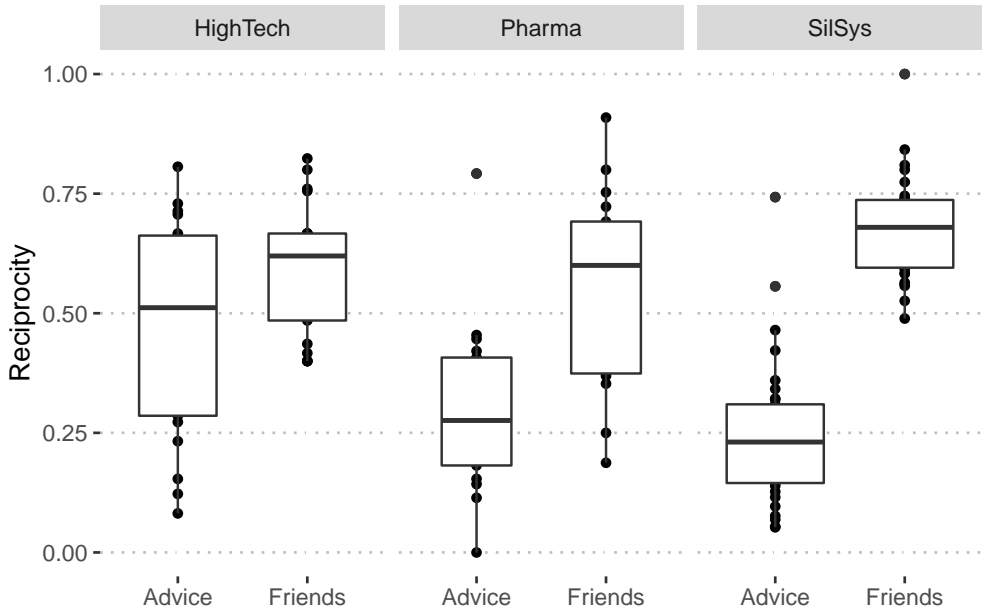 HighTech Pharma SilSys
Reciprocity
1.00
0.75
0.50
0.25
0.00
Advice Friends Advice Friends Advice Friends